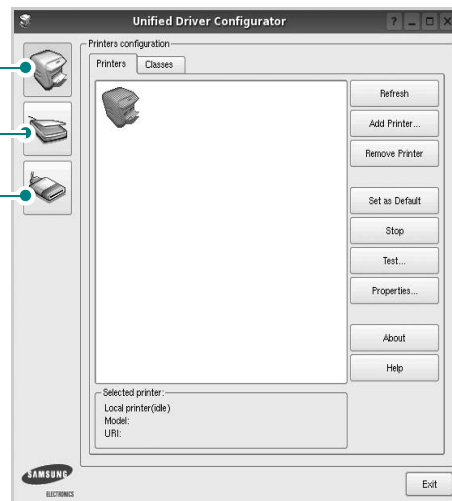 Unified Driver Configurator
Printers configuration
Printers
Classes
Refresh
Add Printer...
Remove Printer
Set as Default
Stop
Test...
Properties...
About
Help
Selected printer:
Local printer(idle)
Model:
URI:
SAMSUNG
ELECTRONICS
Exit